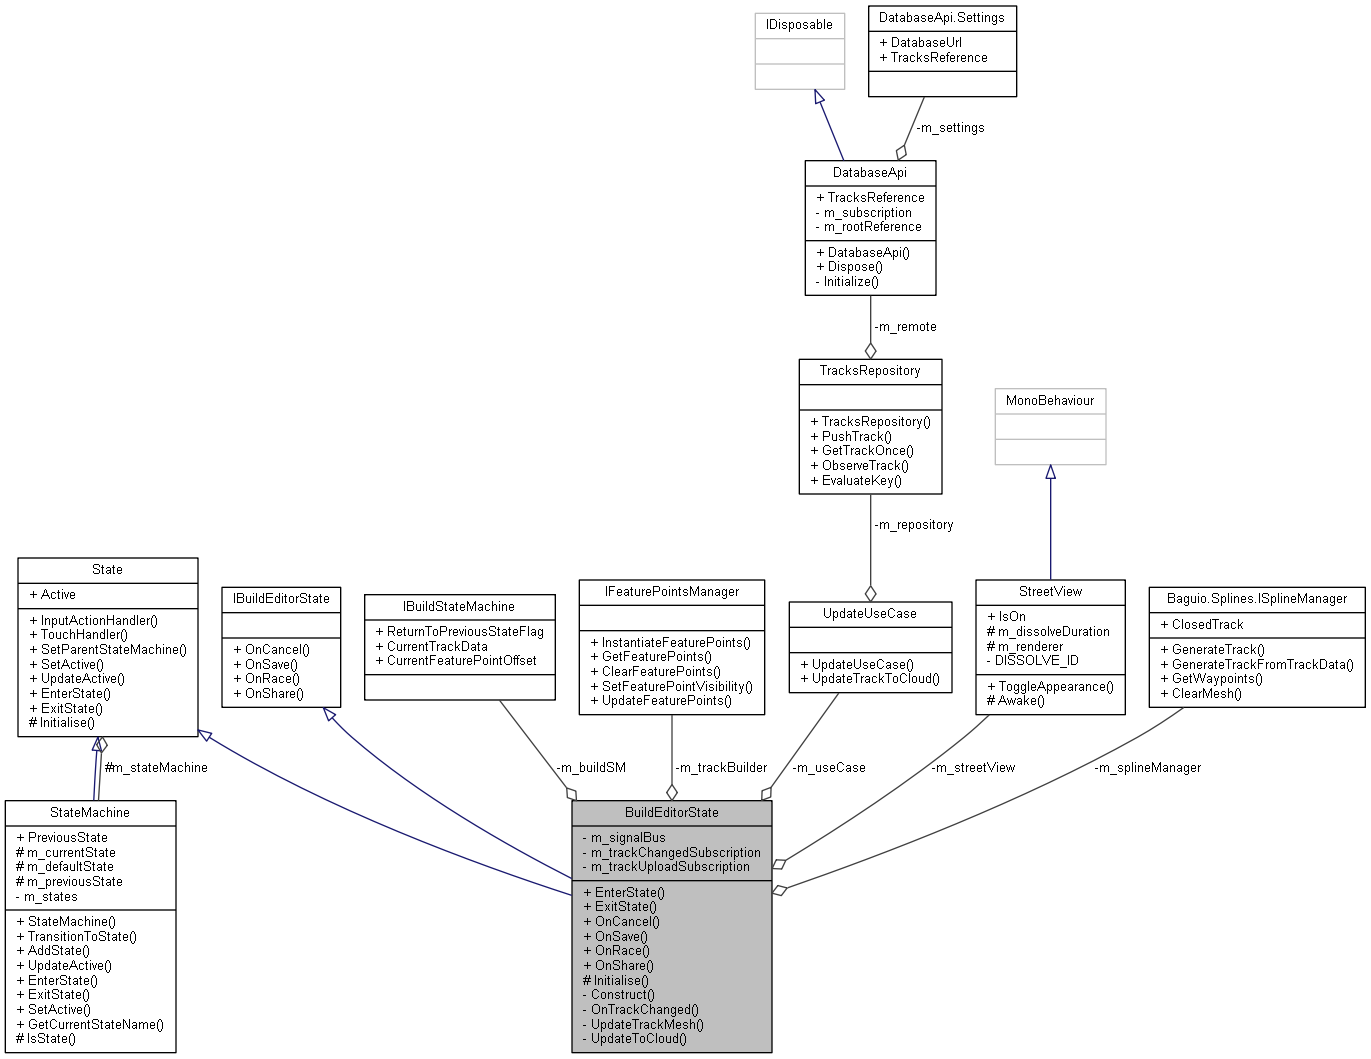 IDisposable
DatabaseApi.Settings
+ DatabaseUrl
+ TracksReference
-m_settings
DatabaseApi
+ TracksReference
- m_subscription
- m_rootReference
+ DatabaseApi()
+ Dispose()
- Initialize()
-m_remote
TracksRepository
+ TracksRepository()
+ PushTrack()
+ GetTrackOnce()
+ ObserveTrack()
+ EvaluateKey()
MonoBehaviour
-m_repository
State
+ Active
+ InputActionHandler()
+ TouchHandler()
+ SetParentStateMachine()
+ SetActive()
+ UpdateActive()
+ EnterState()
+ ExitState()
# Initialise()
IBuildEditorState
+ OnCancel()
+ OnSave()
+ OnRace()
+ OnShare()
IBuildStateMachine
+ ReturnToPreviousStateFlag
+ CurrentTrackData
+ CurrentFeaturePointOffset
IFeaturePointsManager
+ InstantiateFeaturePoints()
+ GetFeaturePoints()
+ ClearFeaturePoints()
+ SetFeaturePointVisibility()
+ UpdateFeaturePoints()
UpdateUseCase
+ UpdateUseCase()
+ UpdateTrackToCloud()
StreetView
+ IsOn
# m_dissolveDuration
# m_renderer
- DISSOLVE_ID
+ ToggleAppearance()
# Awake()
Baguio.Splines.ISplineManager
+ ClosedTrack
+ GenerateTrack()
+ GenerateTrackFromTrackData()
+ GetWaypoints()
+ ClearMesh()
#m_stateMachine
-m_buildSM
-m_trackBuilder
-m_useCase
-m_streetView
-m_splineManager
StateMachine
+ PreviousState
# m_currentState
# m_defaultState
# m_previousState
- m_states
+ StateMachine()
+ TransitionToState()
+ AddState()
+ UpdateActive()
+ EnterState()
+ ExitState()
+ SetActive()
+ GetCurrentStateName()
# IsState()
BuildEditorState
- m_signalBus
- m_trackChangedSubscription
- m_trackUploadSubscription
+ EnterState()
+ ExitState()
+ OnCancel()
+ OnSave()
+ OnRace()
+ OnShare()
# Initialise()
- Construct()
- OnTrackChanged()
- UpdateTrackMesh()
- UpdateToCloud()